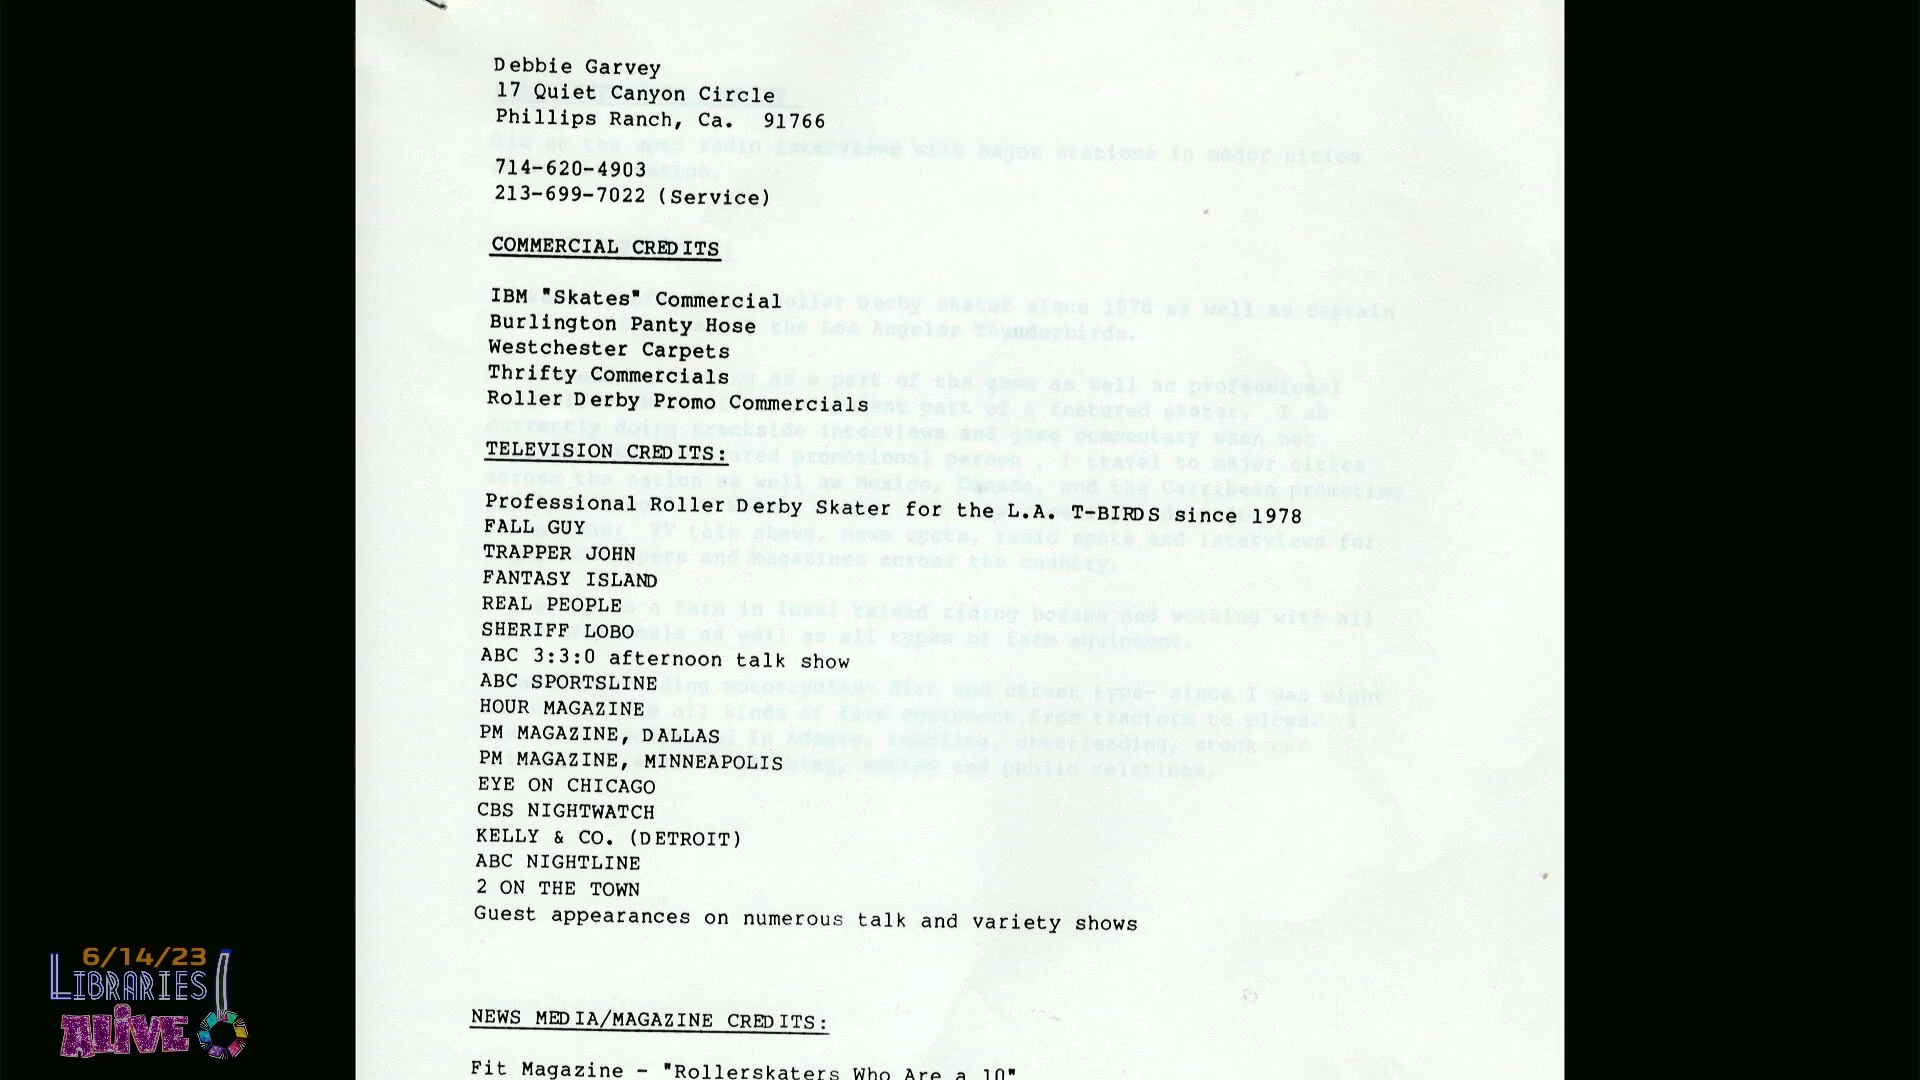 Debbie Garvey
17 Quiet Canyon Circle
Phillips Ranch, Ca. 91766
714-620-4903
213-699-7022 (Service)
COMMERCIAL CREDITS
IBM "Skates" Commercial
Burlington Panty Hose
Westchester Carpets
Thrifty Commercials
Roller Derby Promo Commercials
TELEVISION CREDITS:
Professional Roller Derby Skater for the L.A. T-BIRDS since 1978
FALL GUY
TRAPPER JOHN
FANTASY ISLAND
REAL PEOPLE
SHERIFF LOBO
ABC 3:3:0 afternoon talk show
ABC SPORTSLINE
HOUR MAGAZINE
PM MAGAZINE, DALLAS
PM MAGAZINE, MINNEAPOLIS
EYE ON CHICAGO
CBS NIGHTWATCH
KELLY & CO. (DETROIT)
ABC NIGHTLINE
2 ON THE TOWN
Guest appearances on numerous talk and variety shows
NEWS MEDIA/MAGAZINE CREDITS:
Fit Magazine - "Rollerskaters Who Are a 10"
6/14/23
LIBRARIES
ALIVE